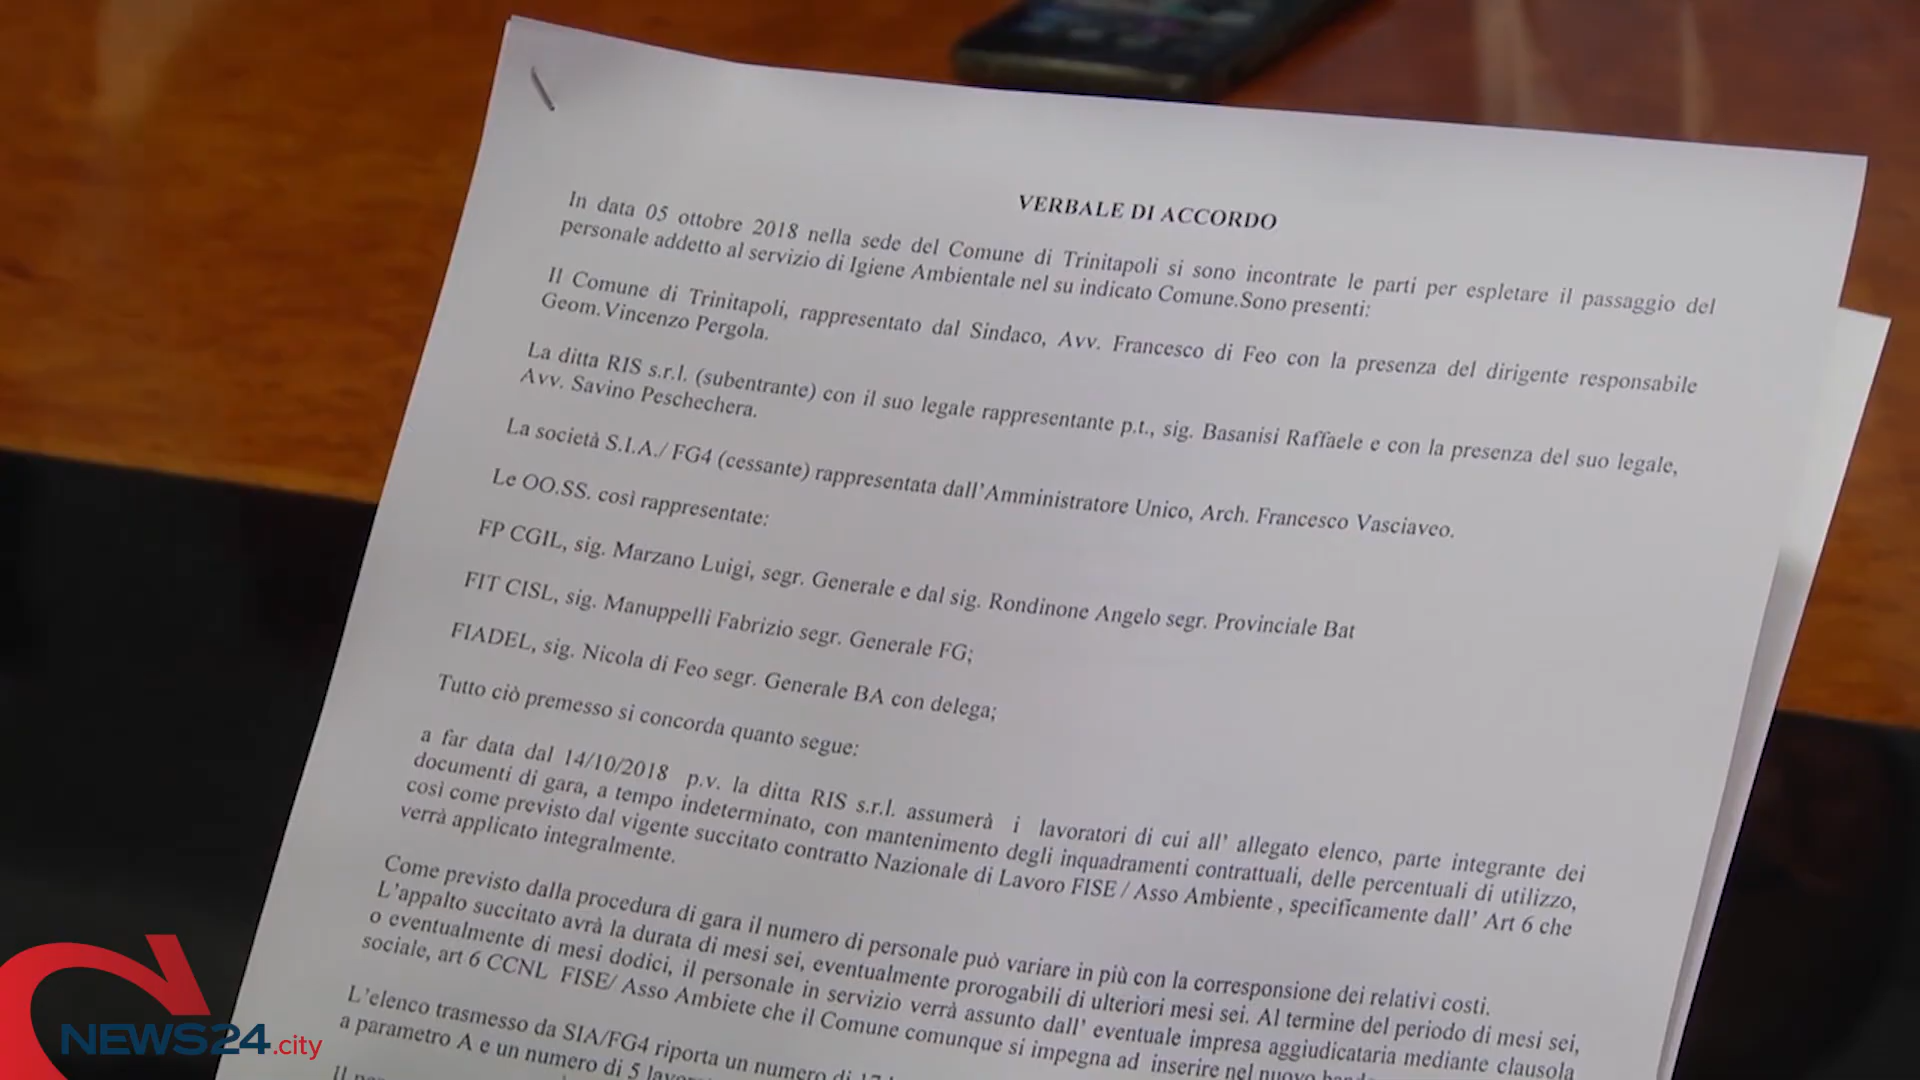 VERBALE DI ACCORDO
In data 05 ottobre 2018 nella sede del Comune di Trinitapoli si sono incontrate le parti per espletare il passaggio del
personale addetto al servizio di Igiene Ambientale nel su indicato Comune.Sono presenti:
Il Comune di Trinitapoli, rappresentato dal Sindaco, Avv. Francesco di Feo con la presenza del dirigente responsabile
Geom.Vincenzo Pergola.
La ditta RIS s.r.l. (subentrante) con il suo legale rappresentante p.t., sig. Basanisi Raffaele e con la presenza del suo legale,
Avv. Savino Peschechera.
La società S.I.A./ FG4 (cessante) rappresentata dall'Amministratore Unico, Arch. Francesco Vasciaveo.
Le OO.SS. così rappresentate:
FP CGIL, sig. Marzano Luigi, segr. Generale e dal sig. Rondinone Angelo segr. Provinciale Bat
FIT CISL, sig. Manuppelli Fabrizio segr. Generale FG;
FIADEL, sig. Nicola di Feo segr. Generale BA con delega;
Tutto ciò premesso si concorda quanto segue:
a far data dal 14/10/2018 p.v. la ditta RIS s.r.l. assumerà i lavoratori di cui all' allegato elenco, parte integrante dei
documenti di gara, a tempo indeterminato, con mantenimento degli inquadramenti contrattuali, delle percentuali di utilizzo,
così come previsto dal vigente succitato contratto Nazionale di Lavoro FISE / Asso Ambiente , specificamente dall' Art 6 che
verrà applicato integralmente.
Come previsto dalla procedura di gara il numero di personale può variare in più con la corresponsione dei relativi costi.
L'appalto succitato avrà la durata di mesi sei, eventualmente prorogabili di ulteriori mesi sei. Al termine del periodo di mesi sei,
o eventualmente di mesi dodici, il personale in servizio verrà assunto dall' eventuale impresa aggiudicataria mediante clausola
sociale, art 6 CCNL FISE/ Asso Ambiete che il Comune comunque si impegna ad inserire nel nuovo
L'elenco trasmesso da SIA/FG4 riporta un numero di
a parametro A e un numero di 5
NEWS24.city